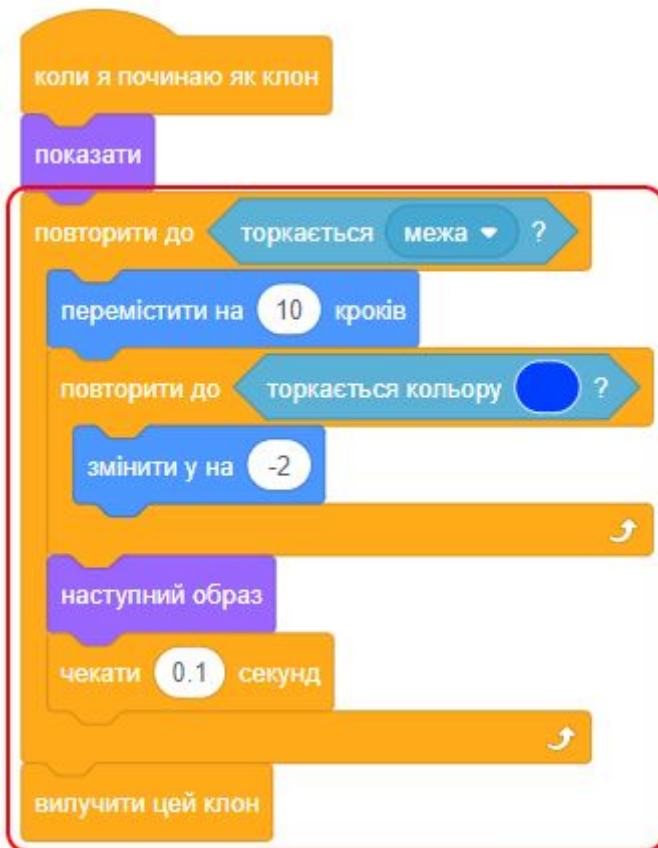 коли я починаю як клон
показати
повторити до торкається межа ?
перемістити на 10 кроків
повторити до торкається кольору ?
змінити y на -2
наступний образ
чекати 0.1 секунд
вилучити цей клон